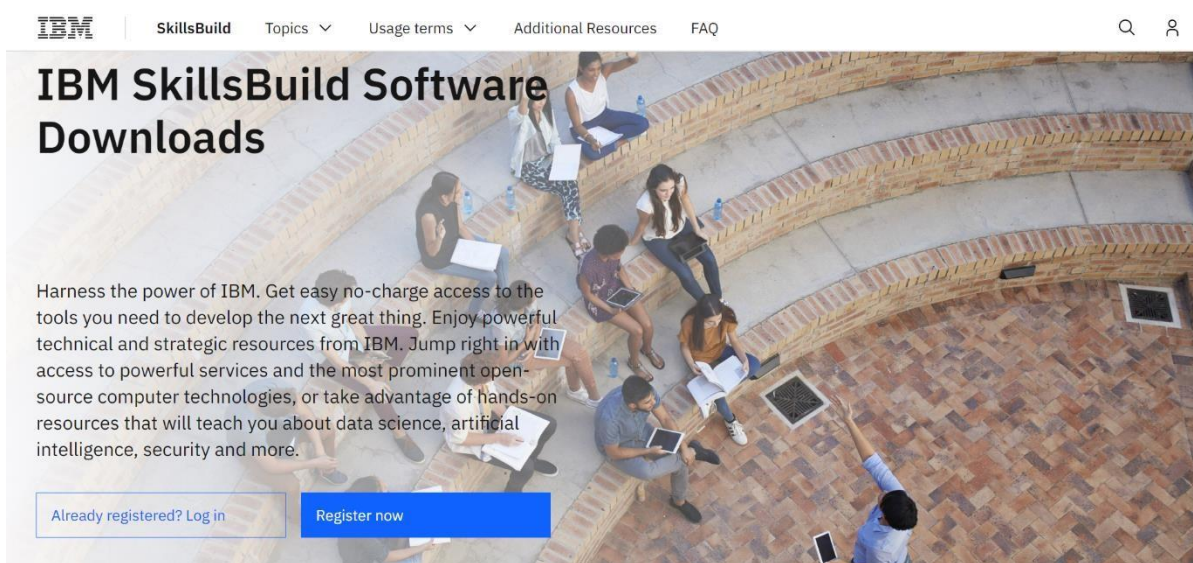 IBM
SkillsBuild
Topics
Usage terms
Additional Resources
FAQ
IBM SkillsBuild Software
Downloads
Harness the power of IBM. Get easy no-charge access to the
tools you need to develop the next great thing. Enjoy powerful
technical and strategic resources from IBM. Jump right in with
access to powerful services and the most prominent open-
source computer technologies, or take advantage of hands-on
resources that will teach you about data science, artificial
intelligence, security and more.
Already registered? Log in
Register now